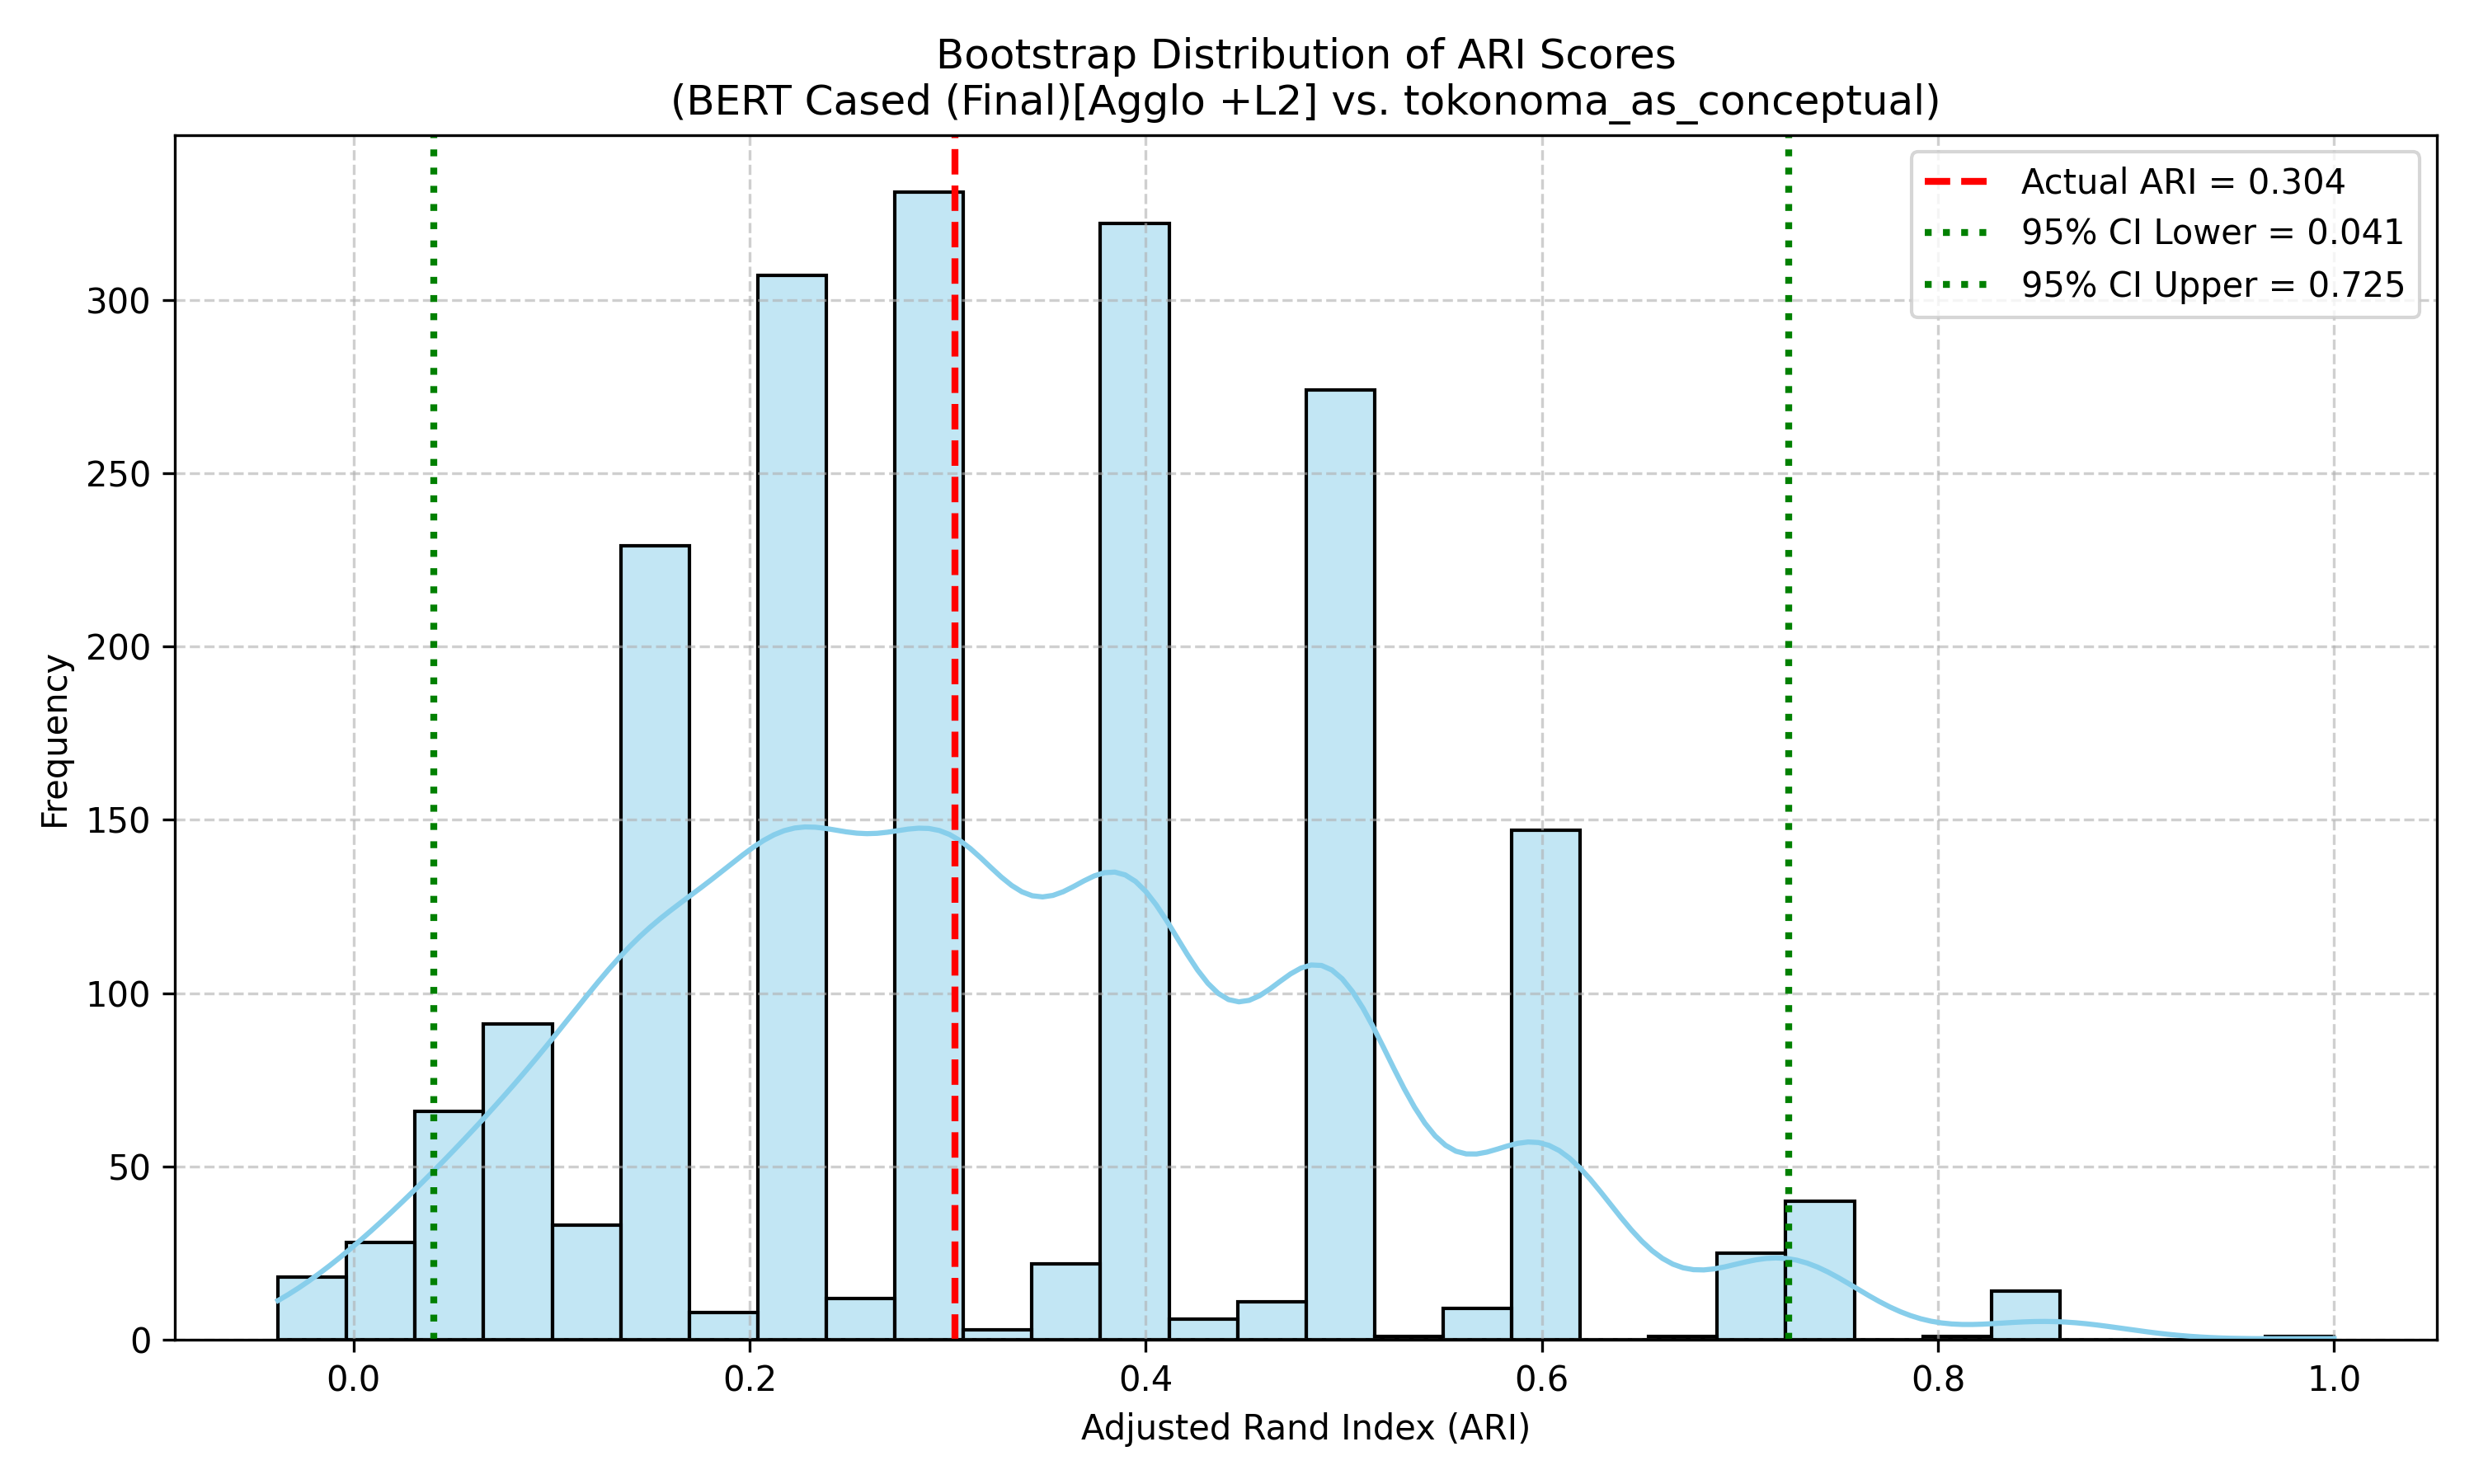 Bootstrap Distribution of ARI Scores
(BERT Cased (Final)[Agglo +L2] vs. tokonoma_as_conceptual)
Actual ARI = 0.304
95% CI Lower = 0.041
95% CI Upper = 0.725
Frequency
300
250
200
150
100
50
0
0.0 0.2 0.4 0.6 0.8 1.0
Adjusted Rand Index (ARI)